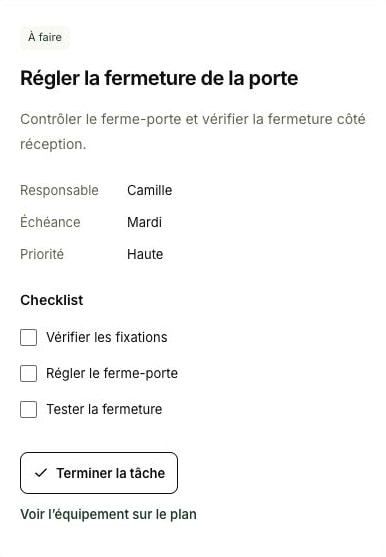 À faire
Régler la fermeture de la porte
Contrôler le ferme-porte et vérifier la fermeture côté
réception.
Responsable Camille
Échéance Mardi
Priorité Haute
Checklist
Vérifier les fixations
Régler le ferme-porte
Tester la fermeture
Terminer la tâche
Voir l’équipement sur le plan